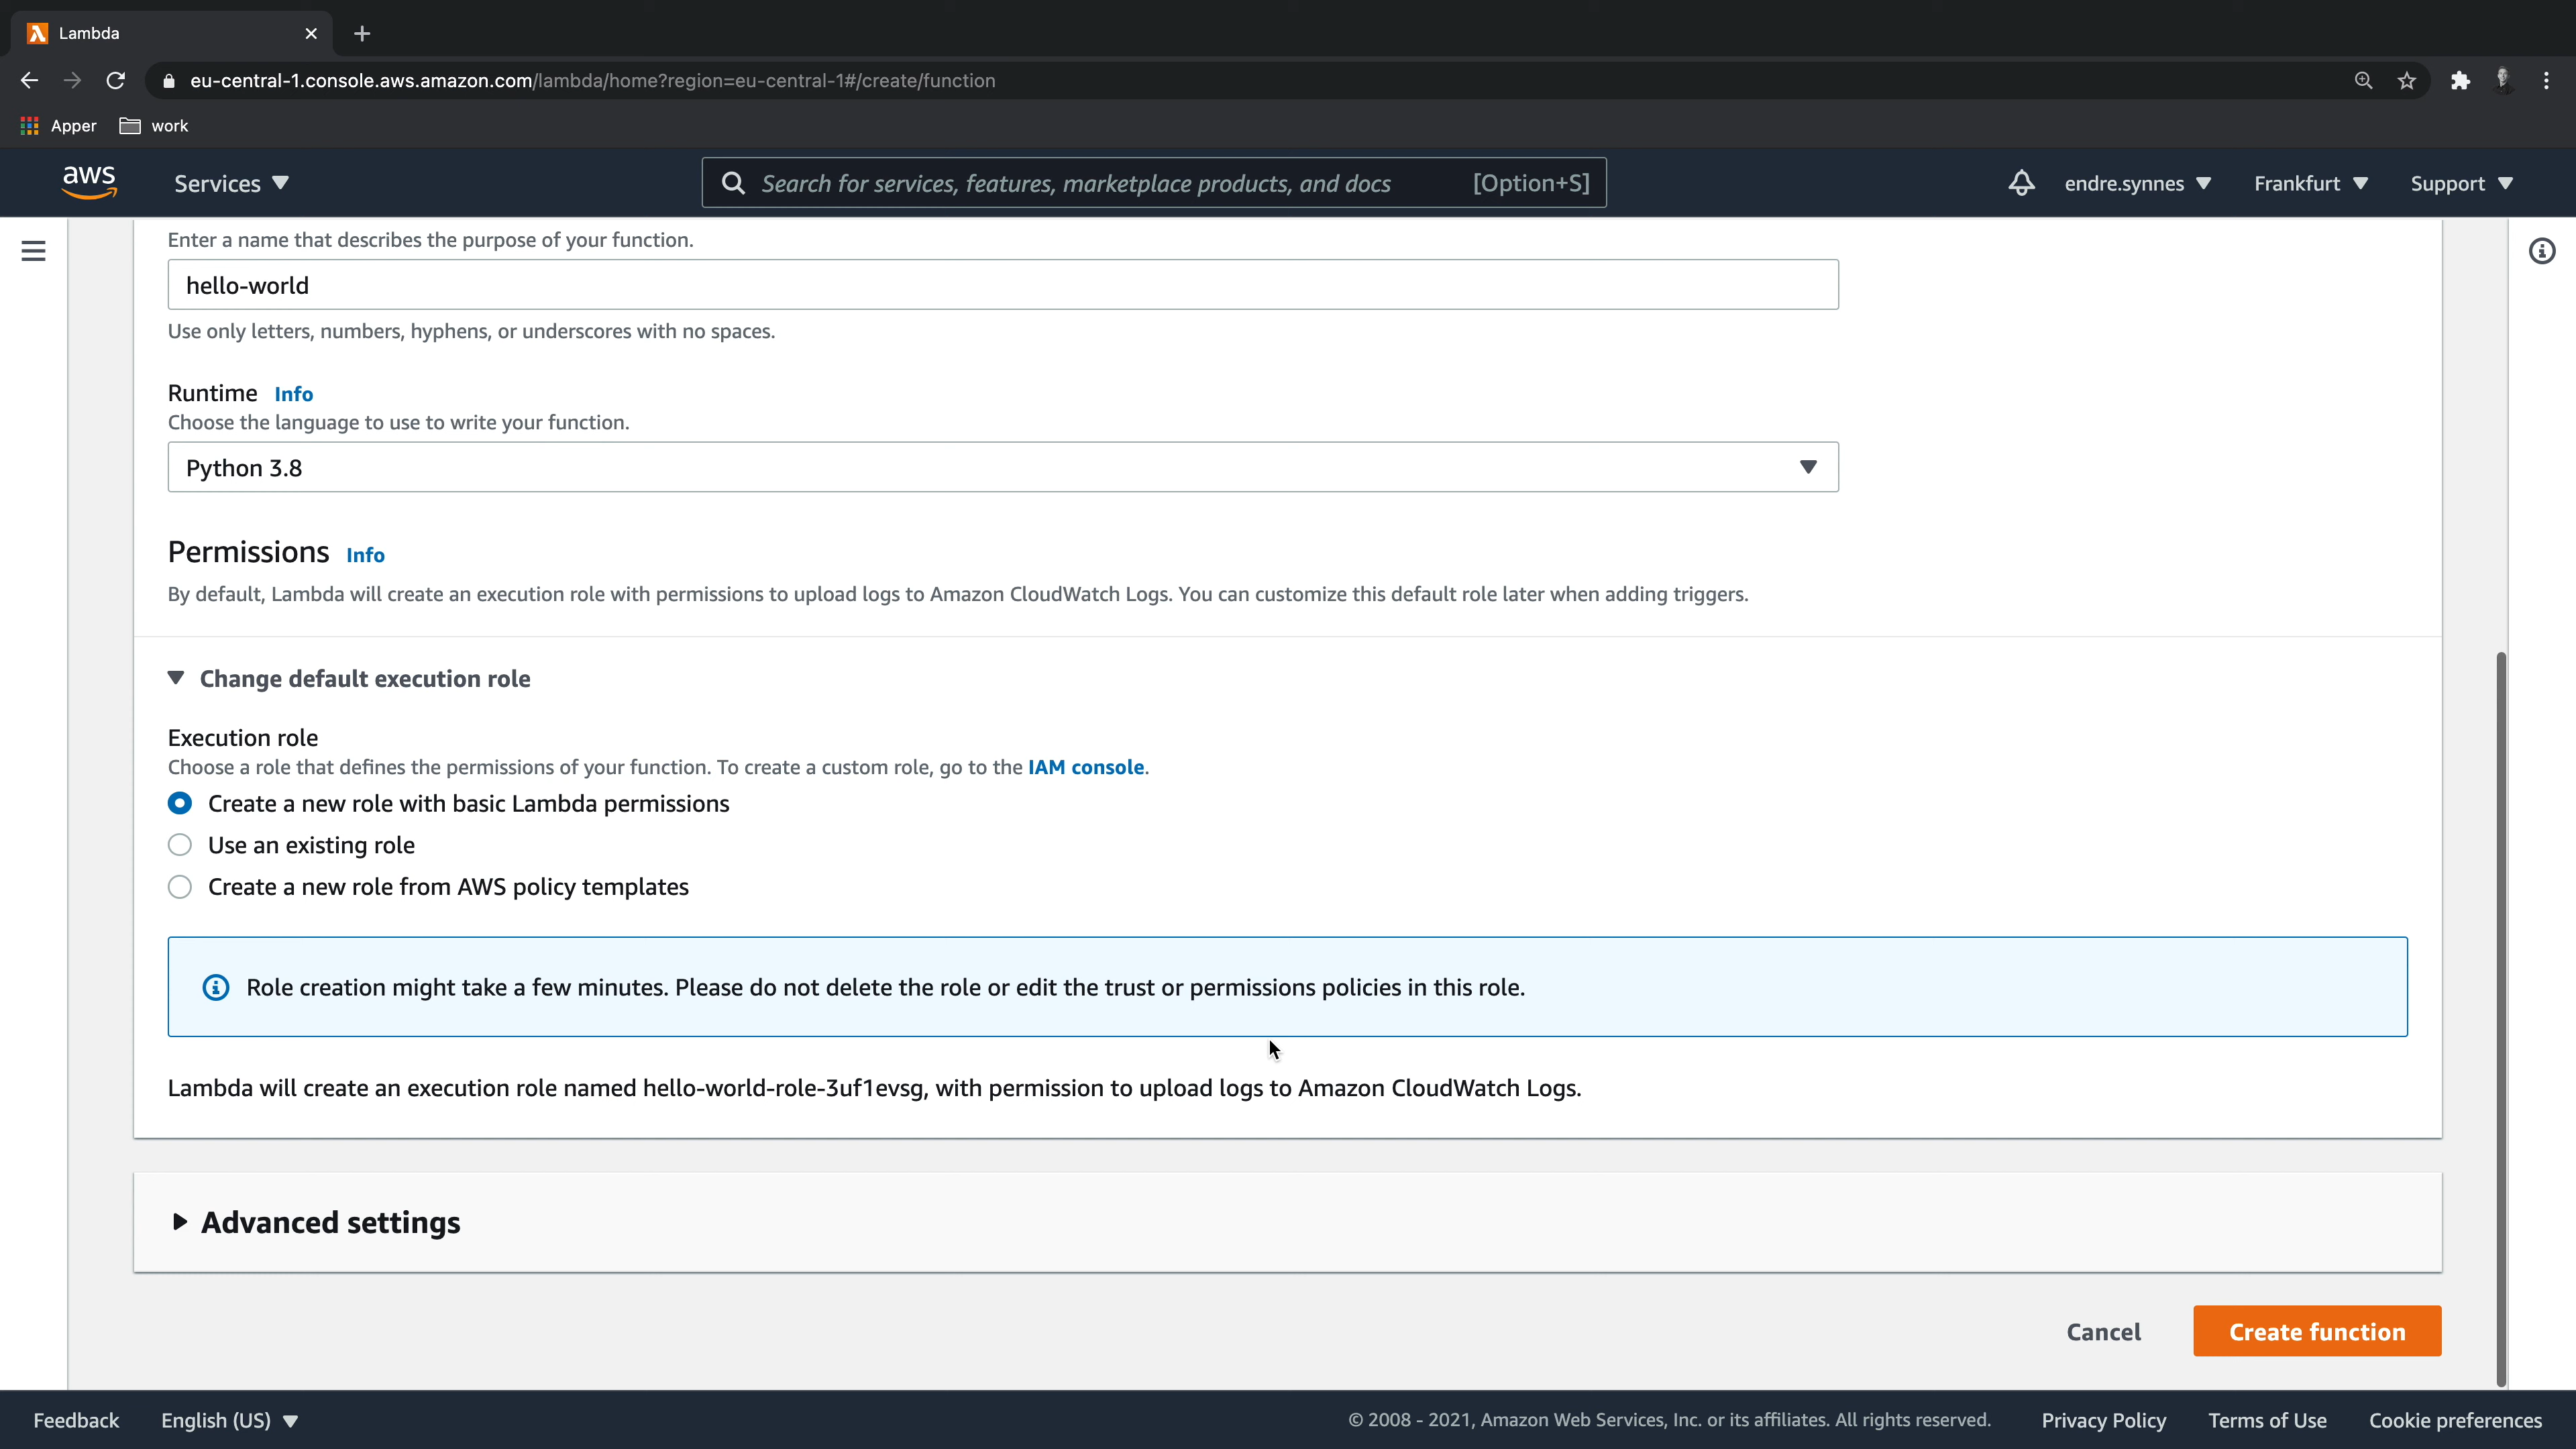 Lambda
eu-central-1.console.aws.amazon.com/lambda/home?region=eu-central-1#/create/function
Apper work
aws Services Search for services, features, marketplace products, and docs [Option+S] endre.synnes Frankfurt Support
Enter a name that describes the purpose of your function.
hello-world
Use only letters, numbers, hyphens, or underscores with no spaces.
Runtime Info
Choose the language to use to write your function.
Python 3.8
Permissions Info
By default, Lambda will create an execution role with permissions to upload logs to Amazon CloudWatch Logs. You can customize this default role later when adding triggers.
Change default execution role
Execution role
Choose a role that defines the permissions of your function. To create a custom role, go to the IAM console.
Create a new role with basic Lambda permissions
Use an existing role
Create a new role from AWS policy templates
Role creation might take a few minutes. Please do not delete the role or edit the trust or permissions policies in this role.
Lambda will create an execution role named hello-world-role-3uf1evsg, with permission to upload logs to Amazon CloudWatch Logs.
Advanced settings
Cancel Create function
Feedback English (US) © 2008 - 2021, Amazon Web Services, Inc. or its affiliates. All rights reserved. Privacy Policy Terms of Use Cookie preferences